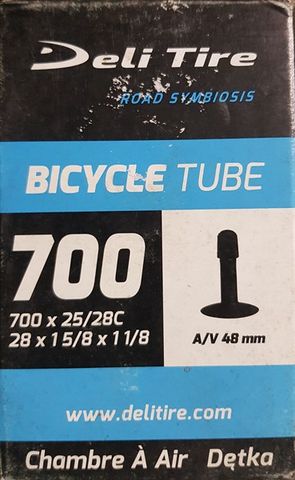 Deli Tire
ROAD SYMBIOSIS
BICYCLE TUBE
700
700 x 25/28C
28 x 1 5/8 x 1 1/8
A/V 48 mm
www.delitire.com
Chambre À Air Dętka